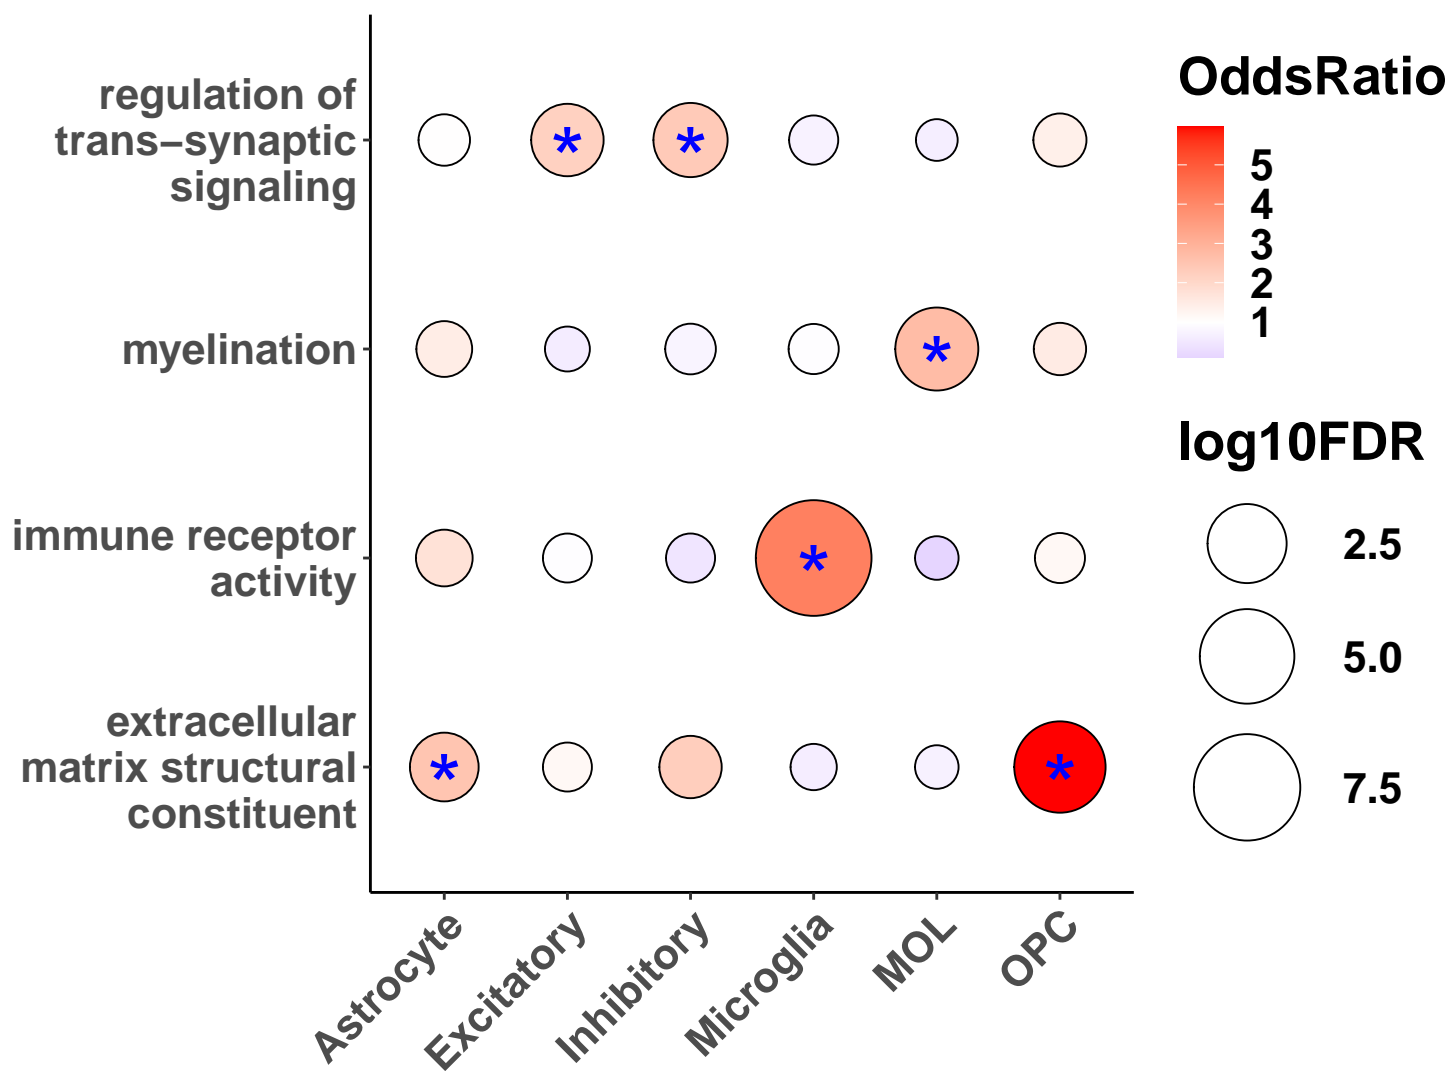 regulation of
trans−synaptic
signaling
myelination
immune receptor
activity
extracellular
matrix structural
constituent
*
*
*
*
*
*
Astrocyte
Excitatory
Inhibitory
Microglia
MOL
OPC
OddsRatio
5
4
3
2
1
log10FDR
2.5
5.0
7.5